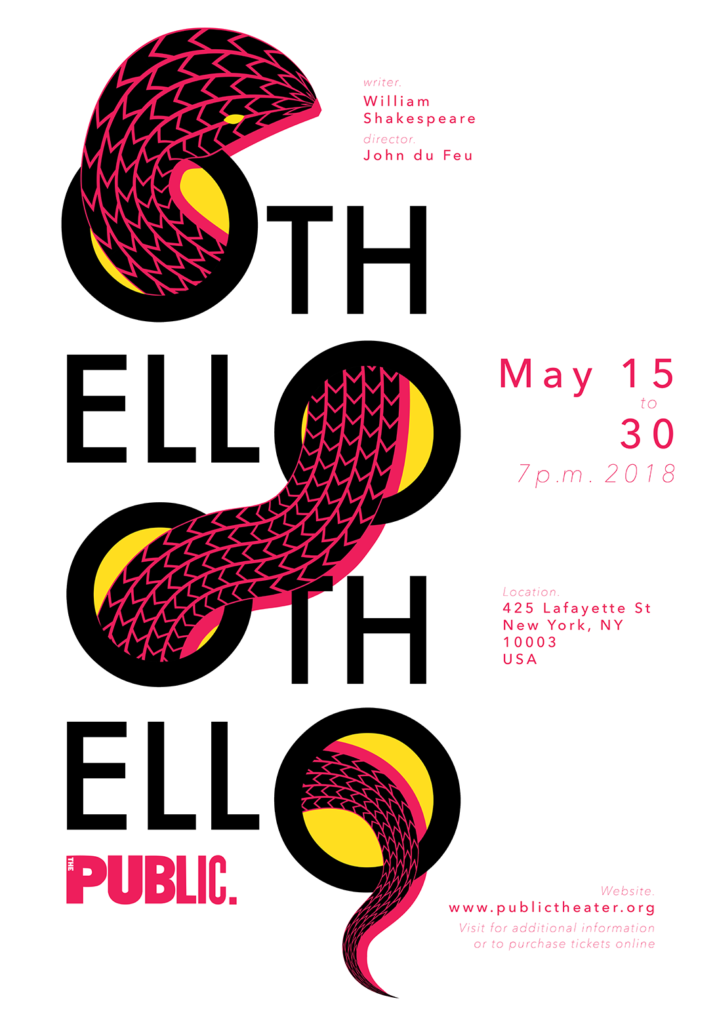 writer.
William
Shakespeare
director.
John du Feu
OTH
ELLO
May 15
to
30
7p.m. 2018
OTH
ELLO
Location.
425 Lafayette St
New York, NY
10003
USA
THE PUBLIC.
Website.
www.publictheater.org
Visit for additional information
or to purchase tickets online